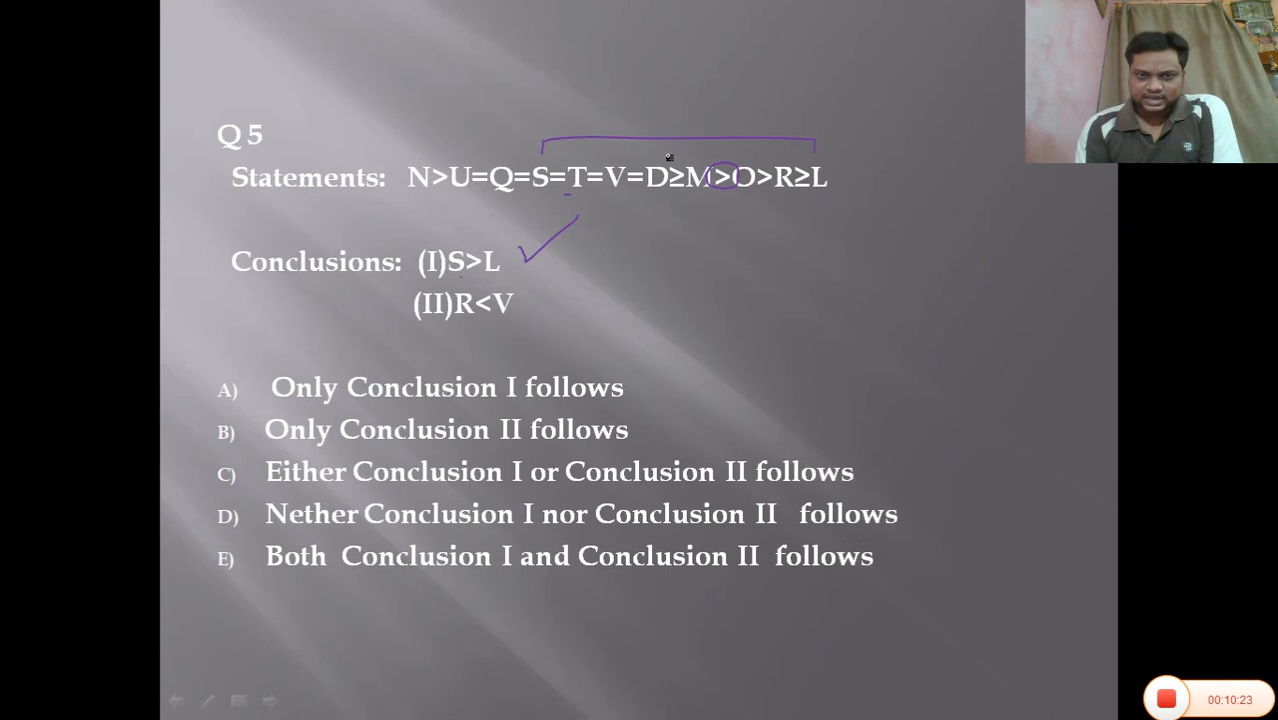 Q 5
Statements: N>U=Q=S=T=V=D≥M>O>R≥L
Conclusions: (I)S>L
(II)R<V
A) Only Conclusion I follows
B) Only Conclusion II follows
C) Either Conclusion I or Conclusion II follows
D) Nether Conclusion I nor Conclusion II follows
E) Both Conclusion I and Conclusion II follows
00:10:23